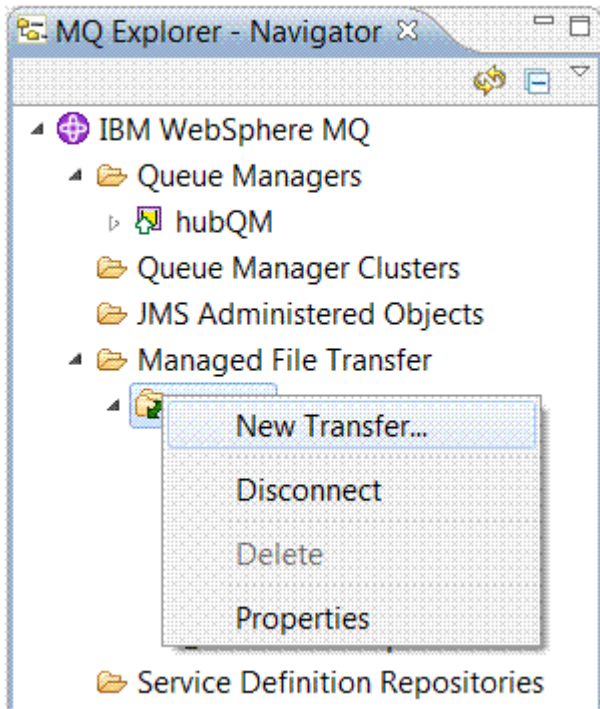 MQ Explorer - Navigator
IBM WebSphere MQ
Queue Managers
hubQM
Queue Manager Clusters
JMS Administered Objects
Managed File Transfer
New Transfer...
Disconnect
Delete
Properties
Service Definition Repositories